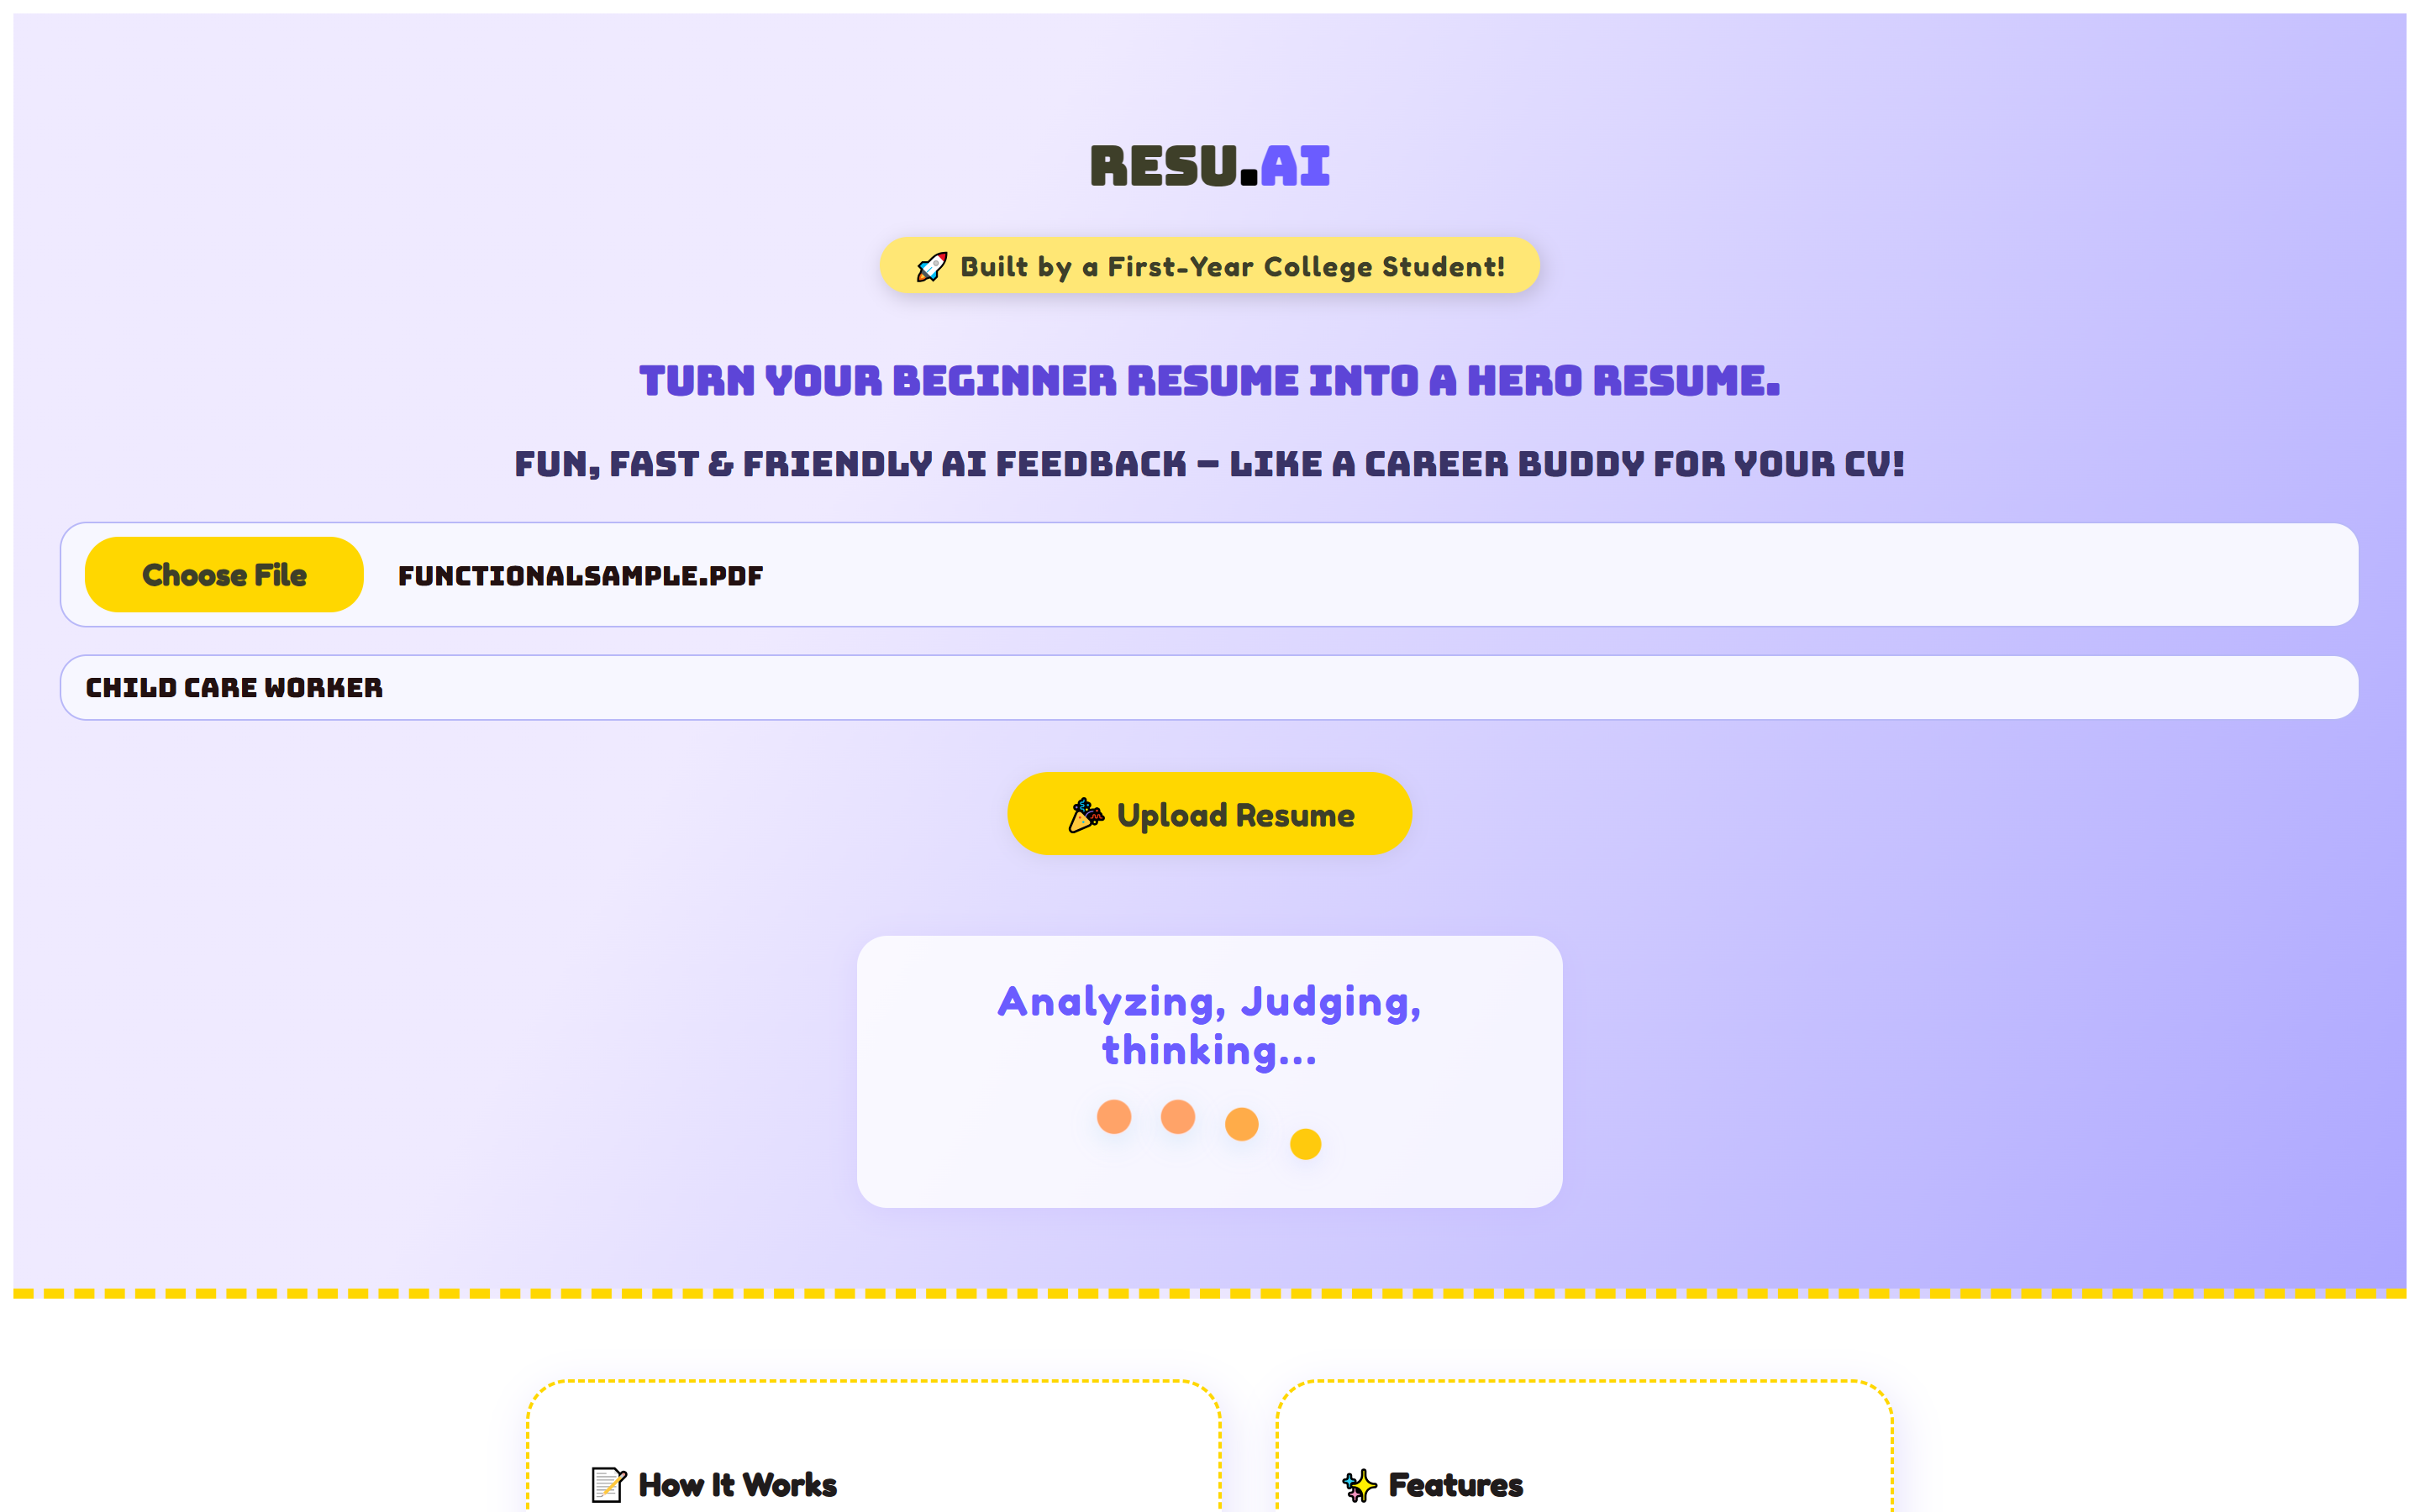 RESU.AI
🚀 Built by a First-Year College Student!
TURN YOUR BEGINNER RESUME INTO A HERO RESUME.
FUN, FAST & FRIENDLY AI FEEDBACK – LIKE A CAREER BUDDY FOR YOUR CV!
Choose File FUNCTIONALSAMPLE.PDF
CHILD CARE WORKER
🎉 Upload Resume
Analyzing, Judging,
thinking...
📝 How It Works
✨ Features